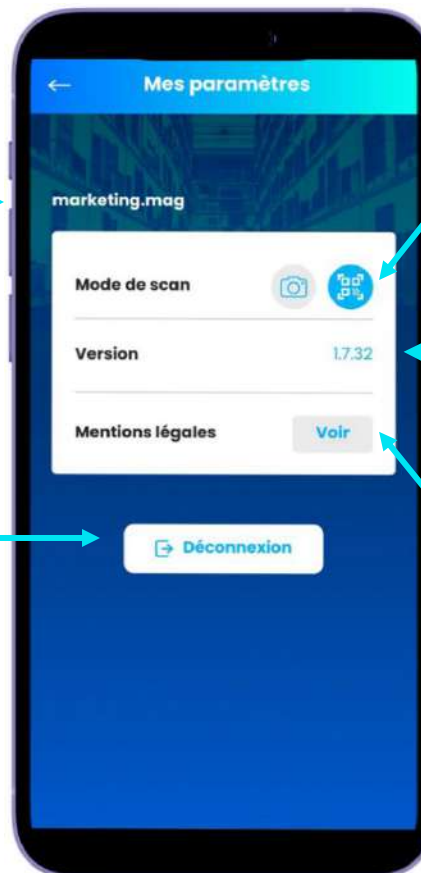 Mes paramètres
marketing.mag
Mode de scan
Version 1.7.32
Mentions légales Voir
Déconnexion